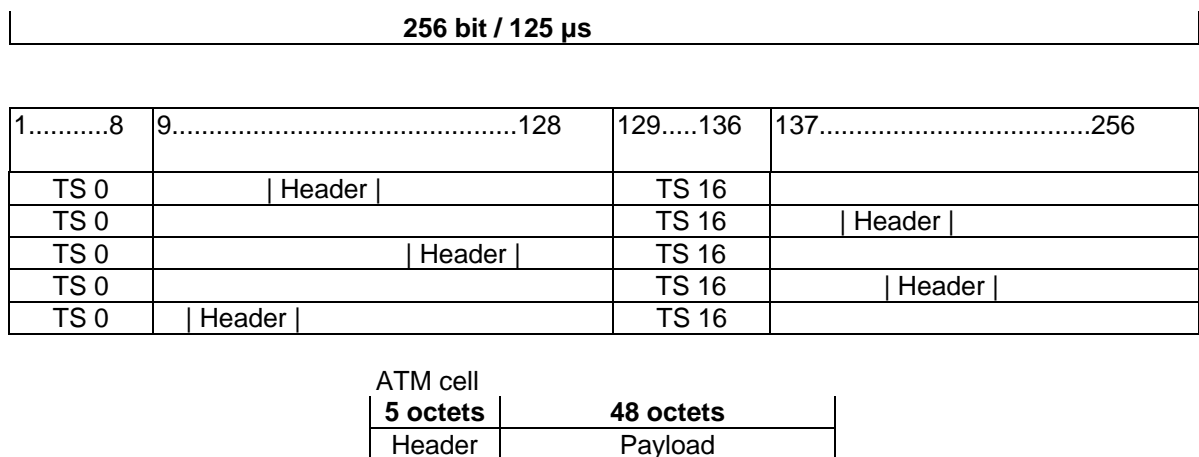 256 bit / 125 µs
1...........8 9...............................................128 129.....136 137.....................................256
TS 0 | Header | TS 16
TS 0 TS 16 | Header |
TS 0 | Header | TS 16
TS 0 TS 16 | Header |
TS 0 | Header | TS 16
ATM cell
5 octets 48 octets
Header Payload